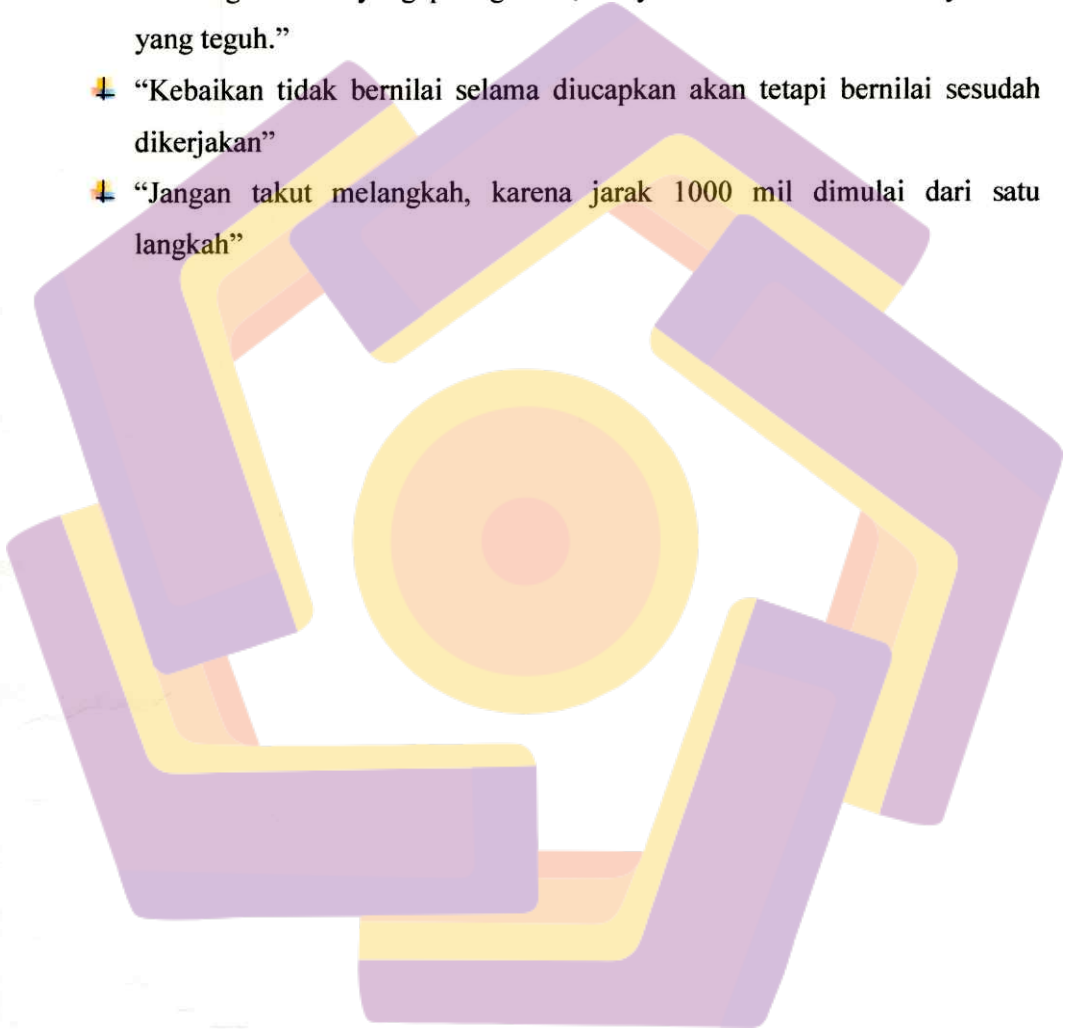 yang teguh.”
“Kebaikan tidak bernilai selama diucapkan akan tetapi bernilai sesudah
dikerjakan”
“Jangan takut melangkah, karena jarak 1000 mil dimulai dari satu
langkah”